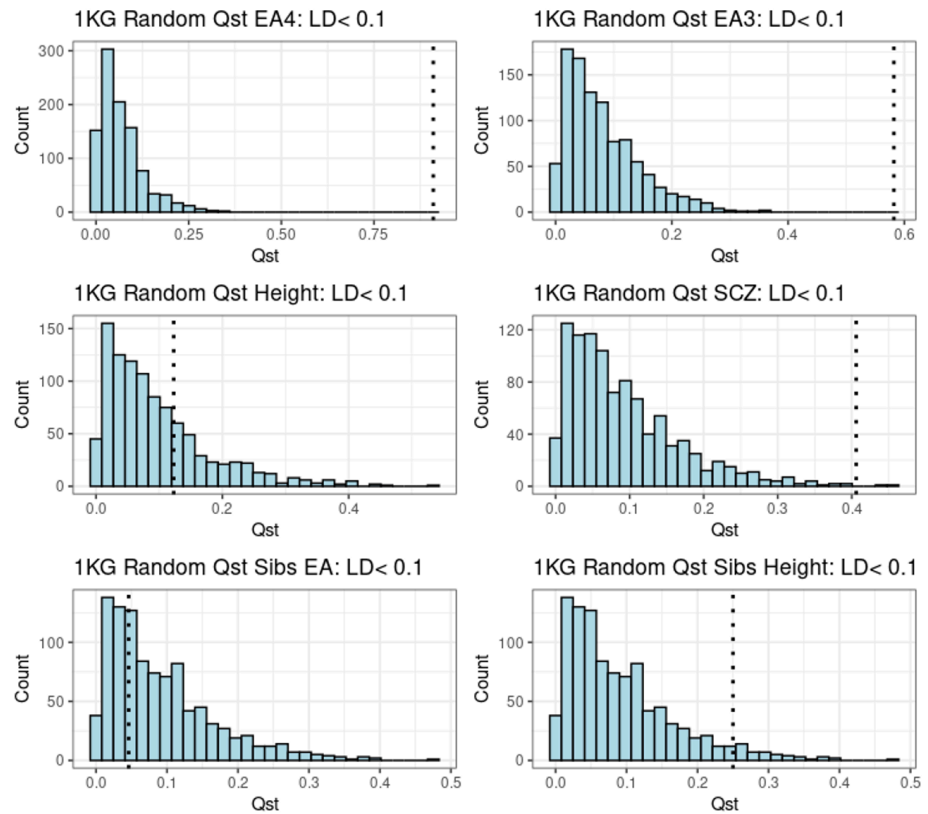 1KG Random Qst EA4: LD< 0.1
Count
300
200
100
0
0.00 0.25 0.50 0.75
Qst
1KG Random Qst EA3: LD< 0.1
Count
150
100
50
0
0.0 0.2 0.4 0.6
Qst
1KG Random Qst Height: LD< 0.1
Count
150
100
50
0
0.0 0.2 0.4
Qst
1KG Random Qst SCZ: LD< 0.1
Count
120
80
40
0
0.0 0.1 0.2 0.3 0.4
Qst
1KG Random Qst Sibs EA: LD< 0.1
Count
100
50
0
0.0 0.1 0.2 0.3 0.4 0.5
Qst
1KG Random Qst Sibs Height: LD< 0.1
Count
100
50
0
0.0 0.1 0.2 0.3 0.4 0.5
Qst